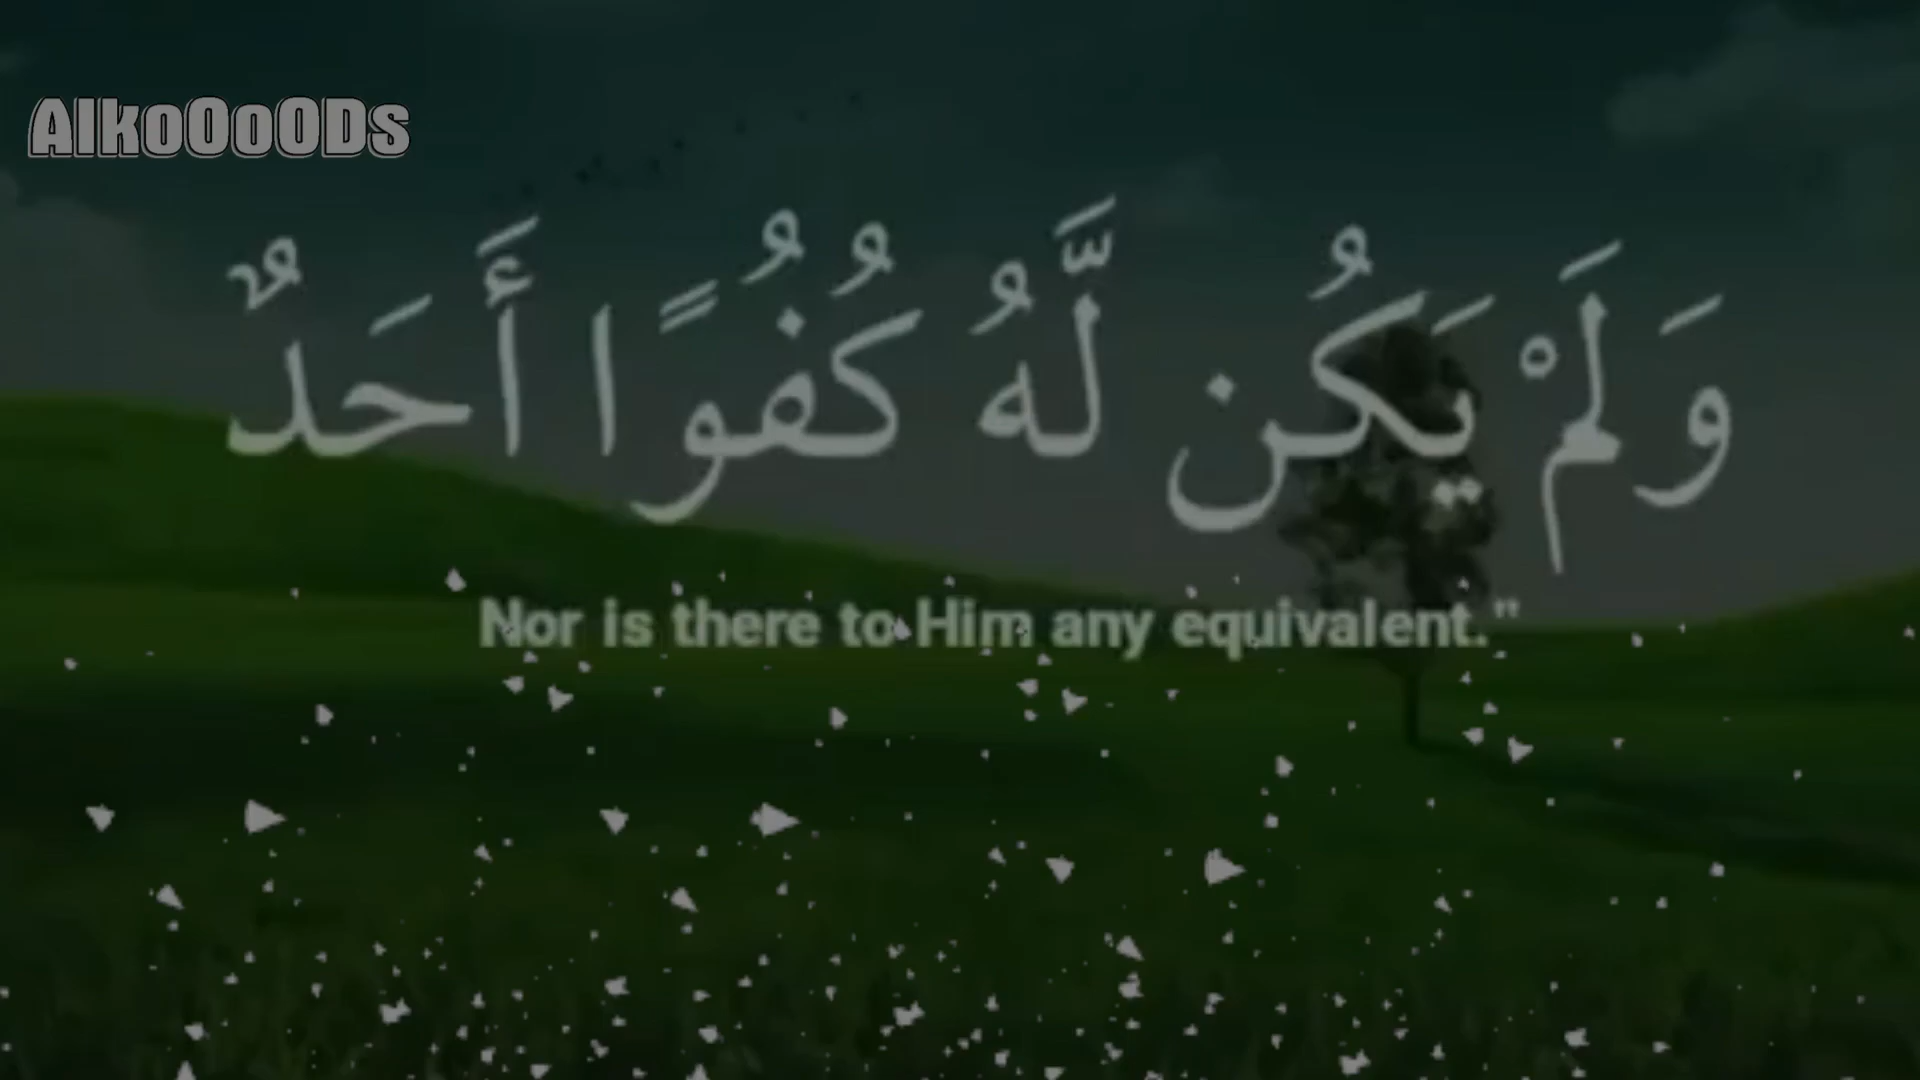 AlkoOoODs
وَلَمْ يَكُن لَّهُ كُفُوًا أَحَدٌ
Nor is there to Him any equivalent."